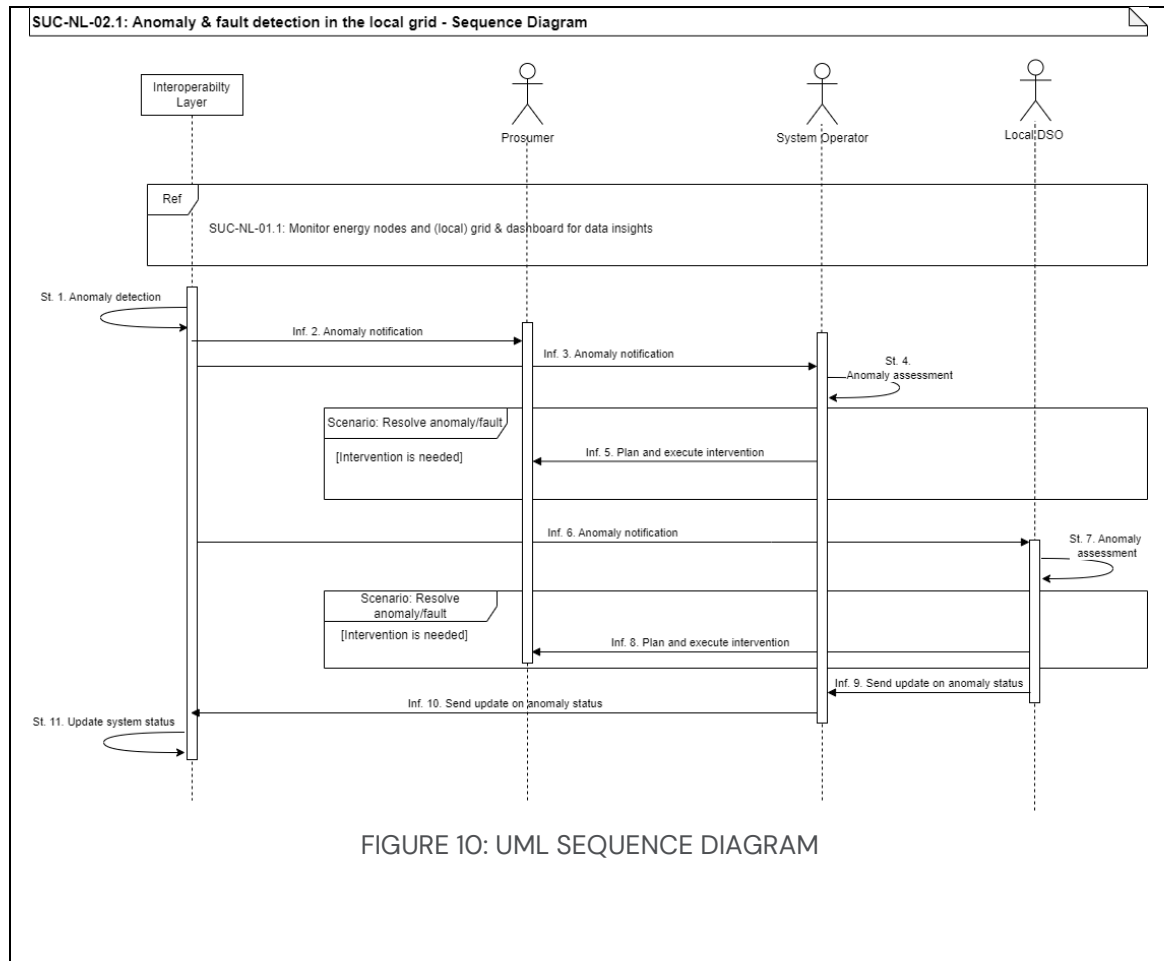 SUC-NL-02.1: Anomaly & fault detection in the local grid - Sequence Diagram
Interoperabilty
Layer
Prosumer
System Operator
Local DSO
Ref
SUC-NL-01.1: Monitor energy nodes and (local) grid & dashboard for data insights
St. 1. Anomaly detection
Inf. 2. Anomaly notification
Inf. 3. Anomaly notification
St. 4.
Anomaly assessment
Scenario: Resolve anomaly/fault
[Intervention is needed]
Inf. 5. Plan and execute intervention
Inf. 6. Anomaly notification
St. 7. Anomaly
assessment
Scenario: Resolve
anomaly/fault
[Intervention is needed]
Inf. 8. Plan and execute intervention
Inf. 9. Send update on anomaly status
Inf. 10. Send update on anomaly status
St. 11. Update system status
FIGURE 10: UML SEQUENCE DIAGRAM